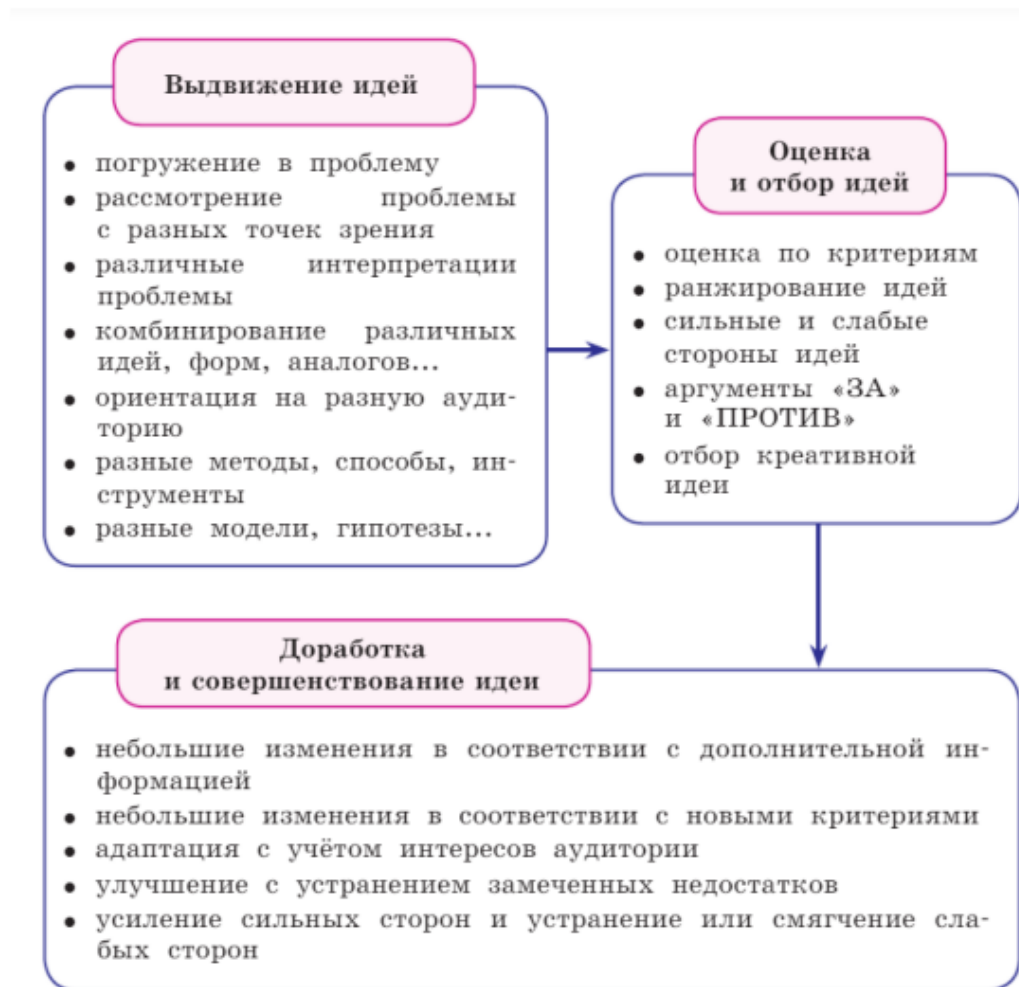 Выдвижение идей
• погружение в проблему
• рассмотрение проблемы
с разных точек зрения
• различные интерпретации
проблемы
• комбинирование различных
идей, форм, аналогов...
• ориентация на разную ауди-
торию
• разные методы, способы, ин-
струменты
• разные модели, гипотезы...
Оценка
и отбор идей
• оценка по критериям
• ранжирование идей
• сильные и слабые
стороны идей
• аргументы «ЗА»
и «ПРОТИВ»
• отбор креативной
идеи
Доработка
и совершенствование идеи
• небольшие изменения в соответствии с дополнительной ин-
формацией
• небольшие изменения в соответствии с новыми критериями
• адаптация с учётом интересов аудитории
• улучшение с устранением замеченных недостатков
• усиление сильных сторон и устранение или смягчение сла-
бых сторон